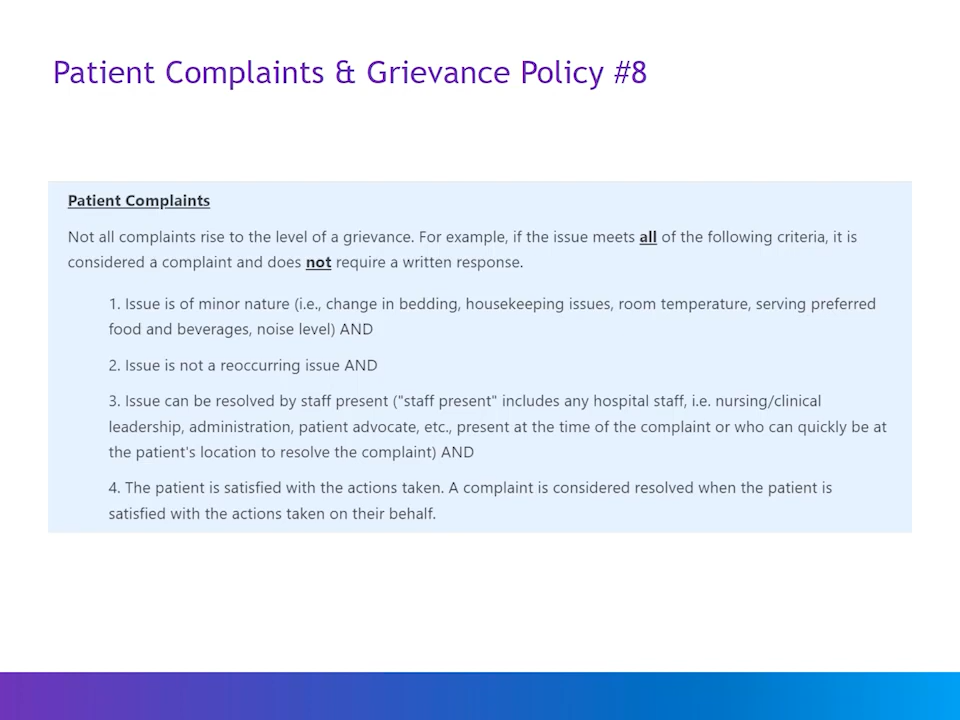 Patient Complaints & Grievance Policy #8
Patient Complaints
Not all complaints rise to the level of a grievance. For example, if the issue meets all of the following criteria, it is
considered a complaint and does not require a written response.
1. Issue is of minor nature (i.e., change in bedding, housekeeping issues, room temperature, serving preferred
food and beverages, noise level) AND
2. Issue is not a reoccurring issue AND
3. Issue can be resolved by staff present ("staff present" includes any hospital staff, i.e. nursing/clinical
leadership, administration, patient advocate, etc., present at the time of the complaint or who can quickly be at
the patient's location to resolve the complaint) AND
4. The patient is satisfied with the actions taken. A complaint is considered resolved when the patient is
satisfied with the actions taken on their behalf.